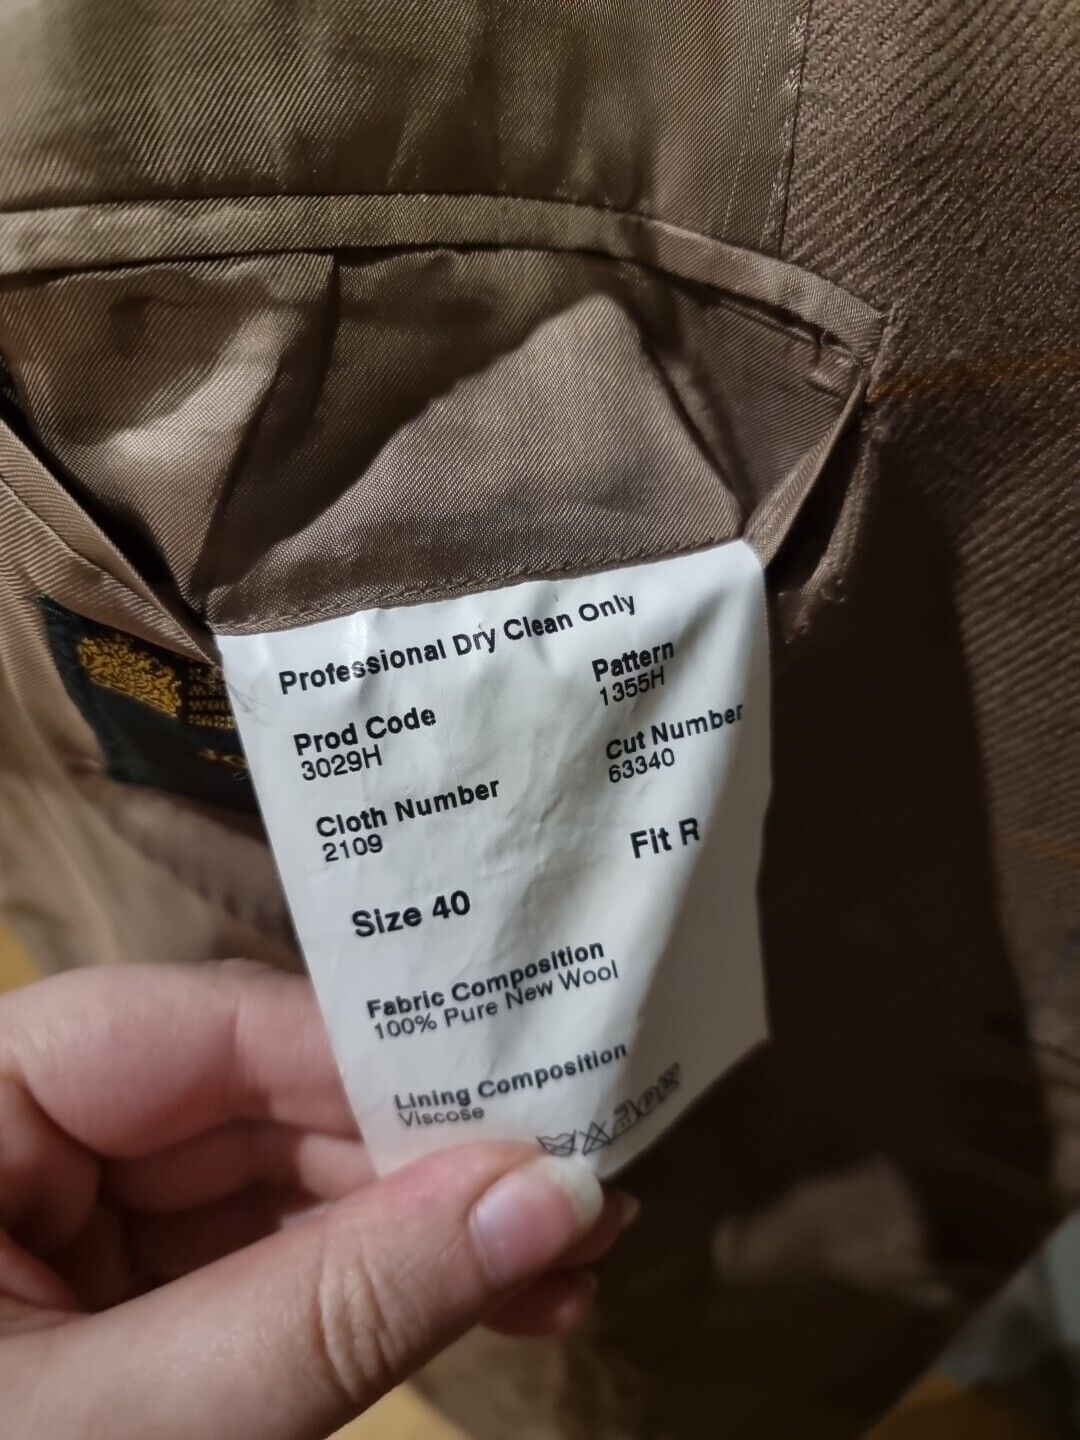 Professional Dry Clean Only
Prod Code
3029H
Pattern
1355H
Cloth Number
2109
Cut Number
63340
Size 40
Fit R
Fabric Composition
100% Pure New Wool
Lining Composition
Viscose